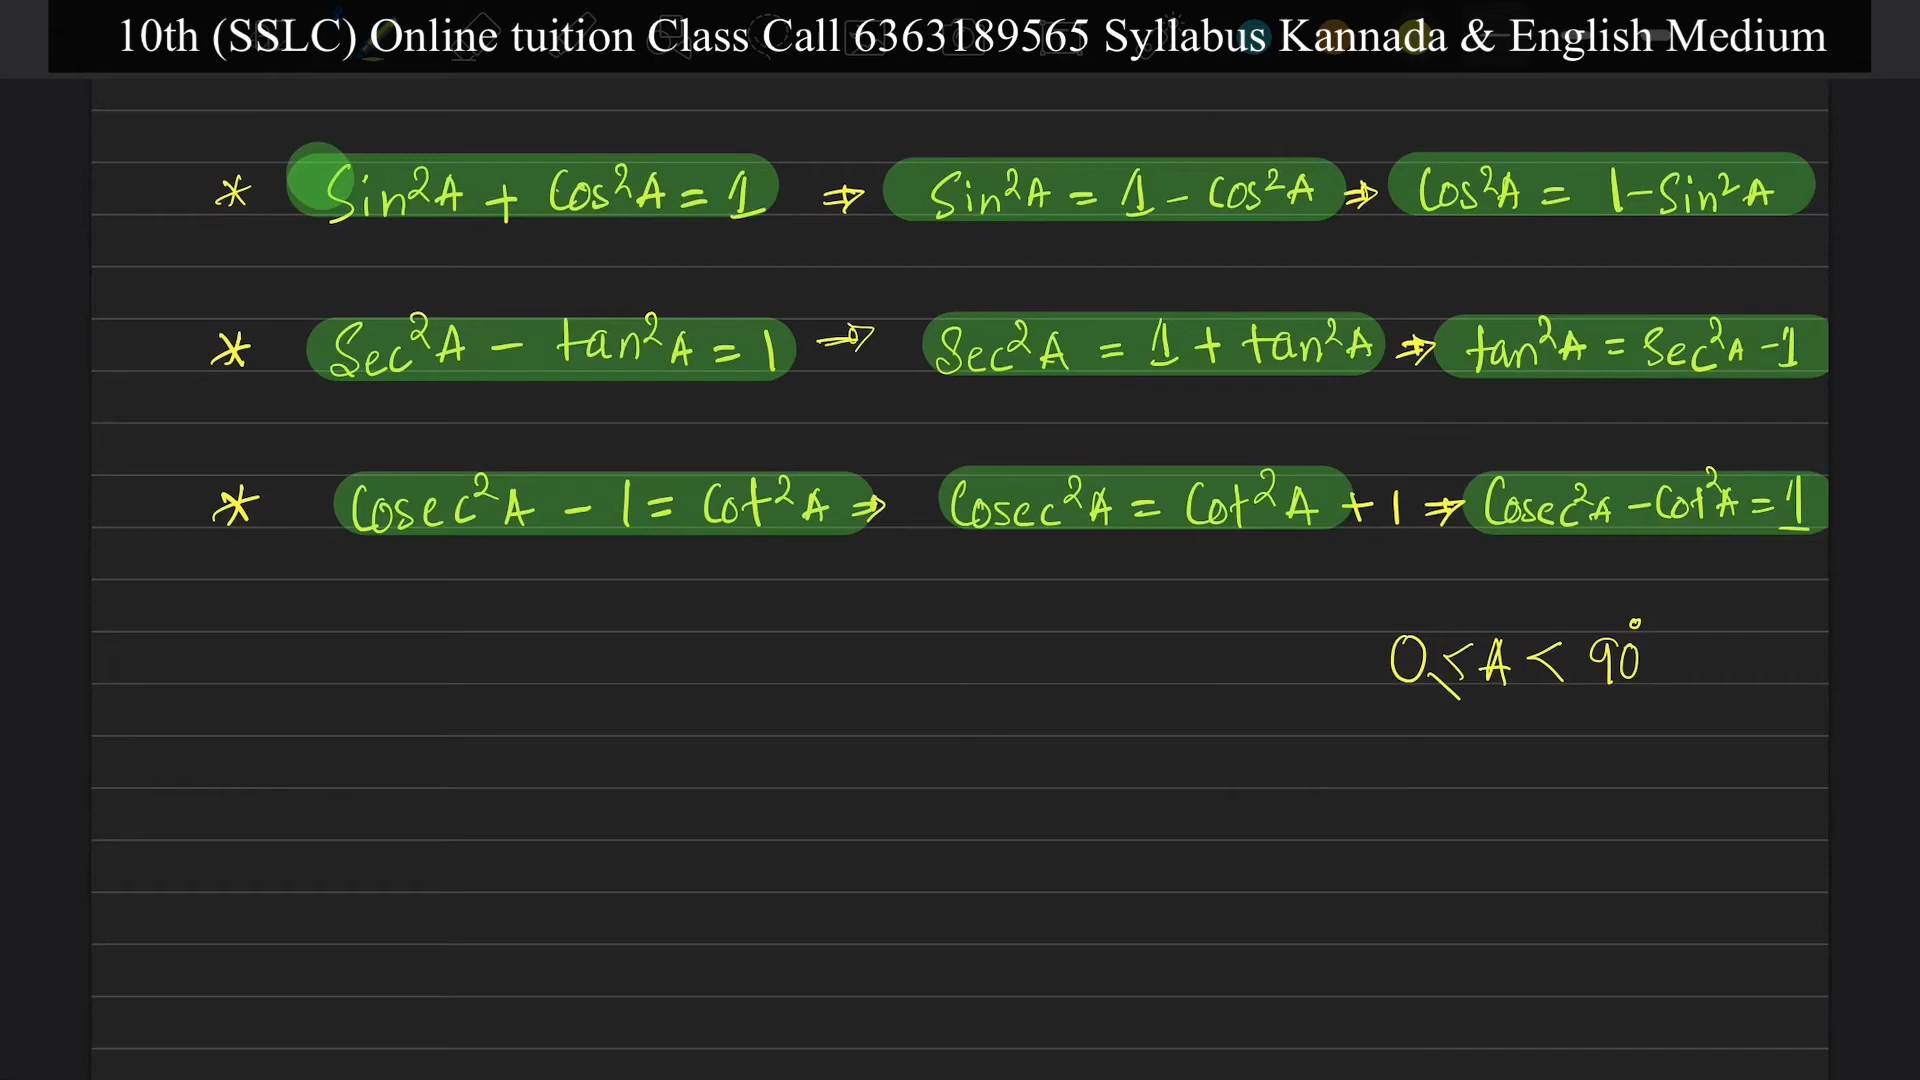 10th (SSLC) Online tuition Class Call 6363189565 Syllabus Kannada & English Medium
* Sin²A + Cos²A = 1 ⇒ Sin²A = 1 - Cos²A ⇒ Cos²A = 1-Sin²A
* Sec²A - tan²A = 1 ⇒ Sec²A = 1 + tan²A ⇒ tan²A = Sec²A -1
* Cosec²A - 1 = Cot²A ⇒ Cosec²A = Cot²A + 1 ⇒ Cosec²A - Cot²A = 1
0 ≤ A < 90°